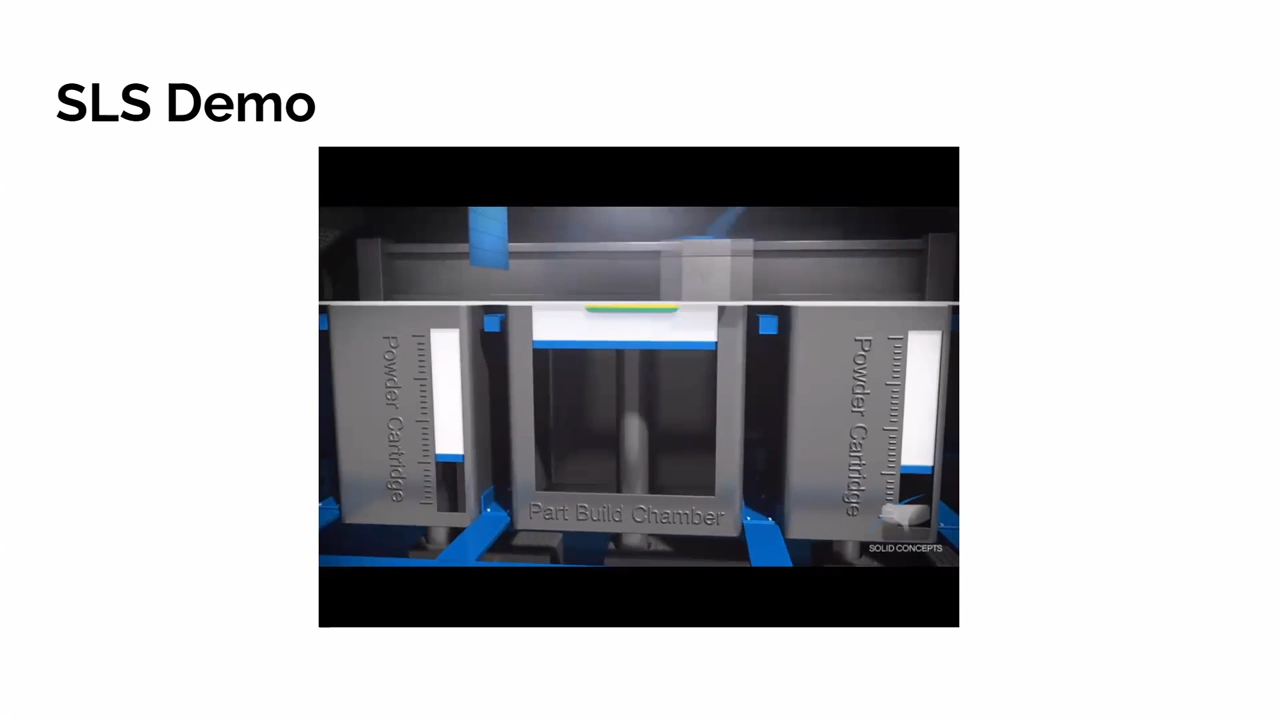 SLS Demo
Powder Cartridge
Part Build Chamber
Powder Cartridge
SOLID CONCEPTS